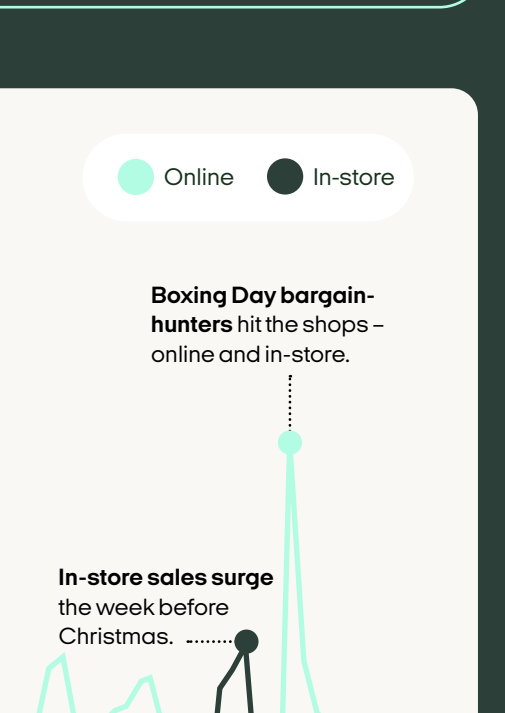 Online In-store
Boxing Day bargain-
hunters hit the shops –
online and in-store.
In-store sales surge
the week before
Christmas.